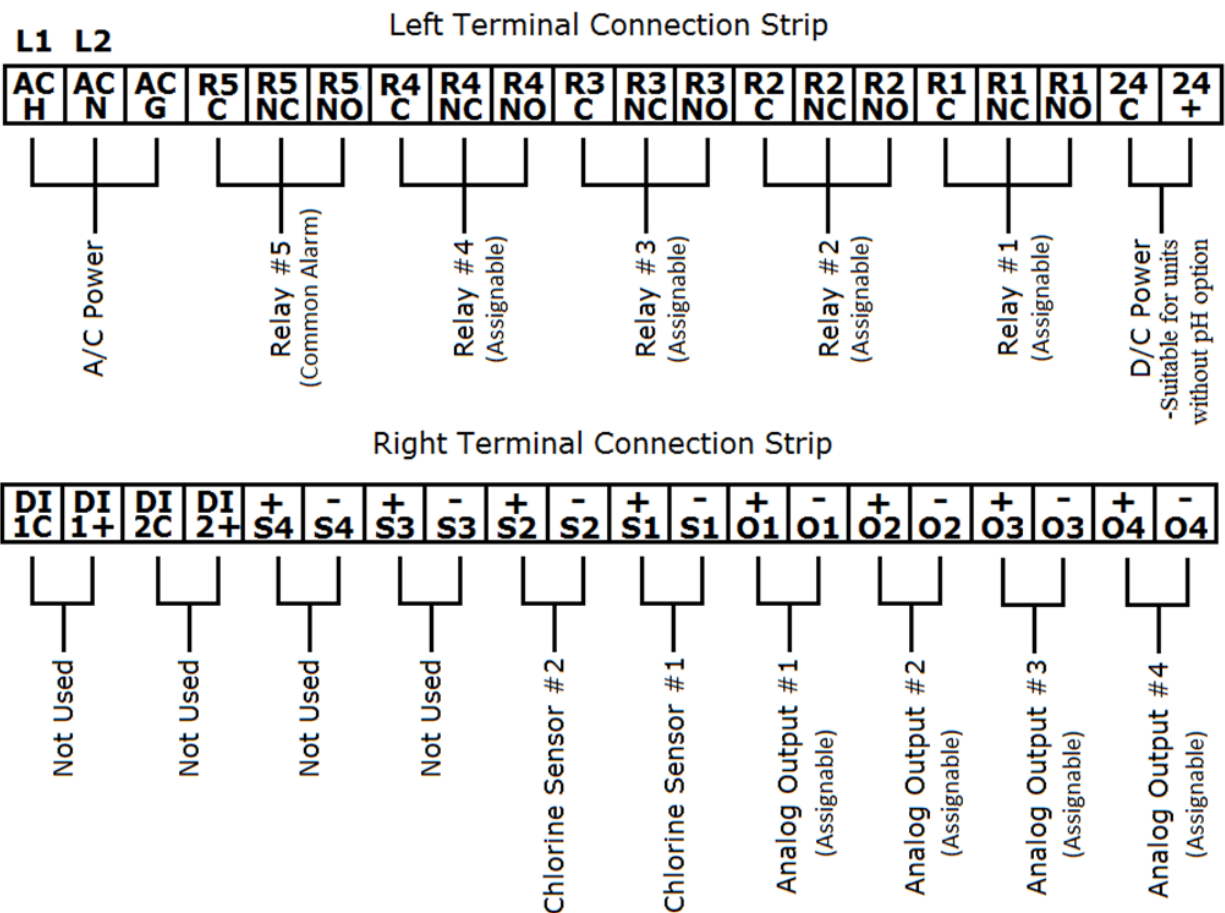 Left Terminal Connection Strip
L1 L2
AC H
AC N
AC G
R5 C
R5 NC
R5 NO
R4 C
R4 NC
R4 NO
R3 C
R3 NC
R3 NO
R2 C
R2 NC
R2 NO
R1 C
R1 NC
R1 NO
24 C
24 +
A/C Power
Relay #5
(Common Alarm)
Relay #4
(Assignable)
Relay #3
(Assignable)
Relay #2
(Assignable)
Relay #1
(Assignable)
D/C Power
-Suitable for units
without pH option
Right Terminal Connection Strip
DI 1C
DI 1+
DI 2C
DI 2+
+ S4
- S4
+ S3
- S3
+ S2
- S2
+ S1
- S1
+ O1
- O1
+ O2
- O2
+ O3
- O3
+ O4
- O4
Not Used
Not Used
Not Used
Not Used
Chlorine Sensor #2
Chlorine Sensor #1
Analog Output #1
(Assignable)
Analog Output #2
(Assignable)
Analog Output #3
(Assignable)
Analog Output #4
(Assignable)